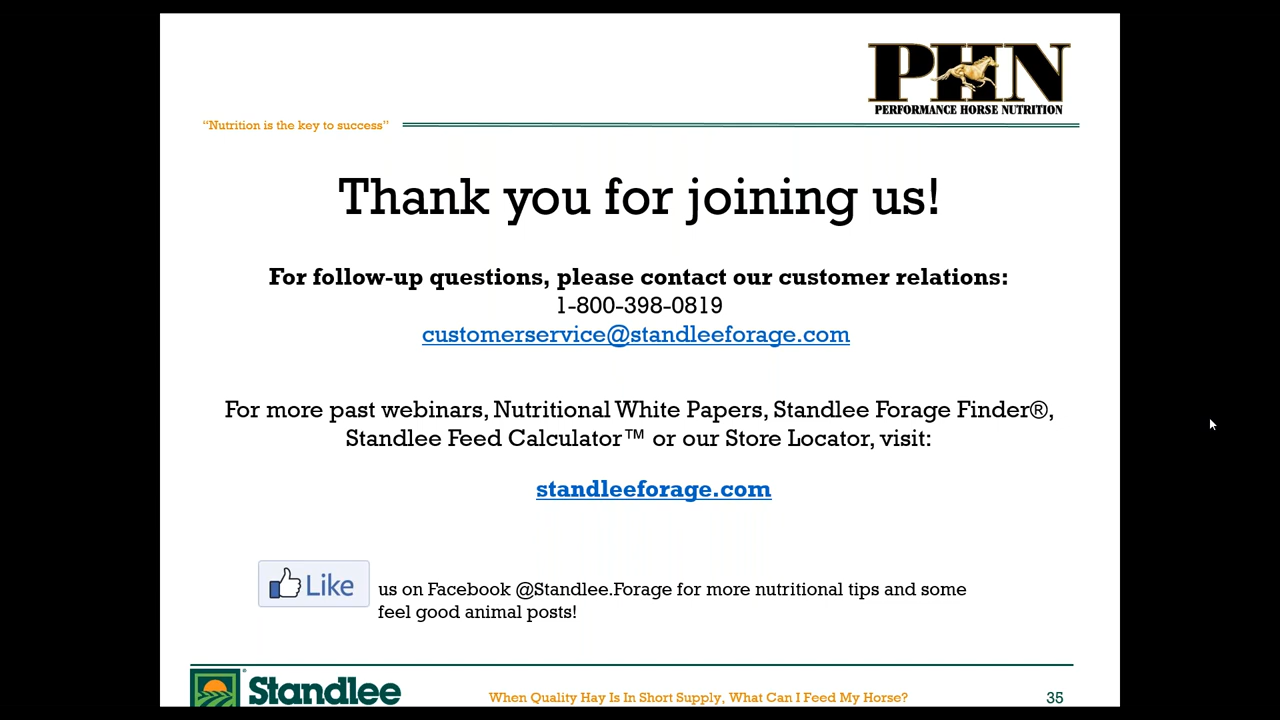 PHN
PERFORMANCE HORSE NUTRITION
“Nutrition is the key to success”
Thank you for joining us!
For follow-up questions, please contact our customer relations:
1-800-398-0819
customerservice@standleeforage.com
For more past webinars, Nutritional White Papers, Standlee Forage Finder®,
Standlee Feed Calculator™ or our Store Locator, visit:
standleeforage.com
Like
us on Facebook @Standlee.Forage for more nutritional tips and some
feel good animal posts!
Standlee
When Quality Hay Is In Short Supply, What Can I Feed My Horse?
35